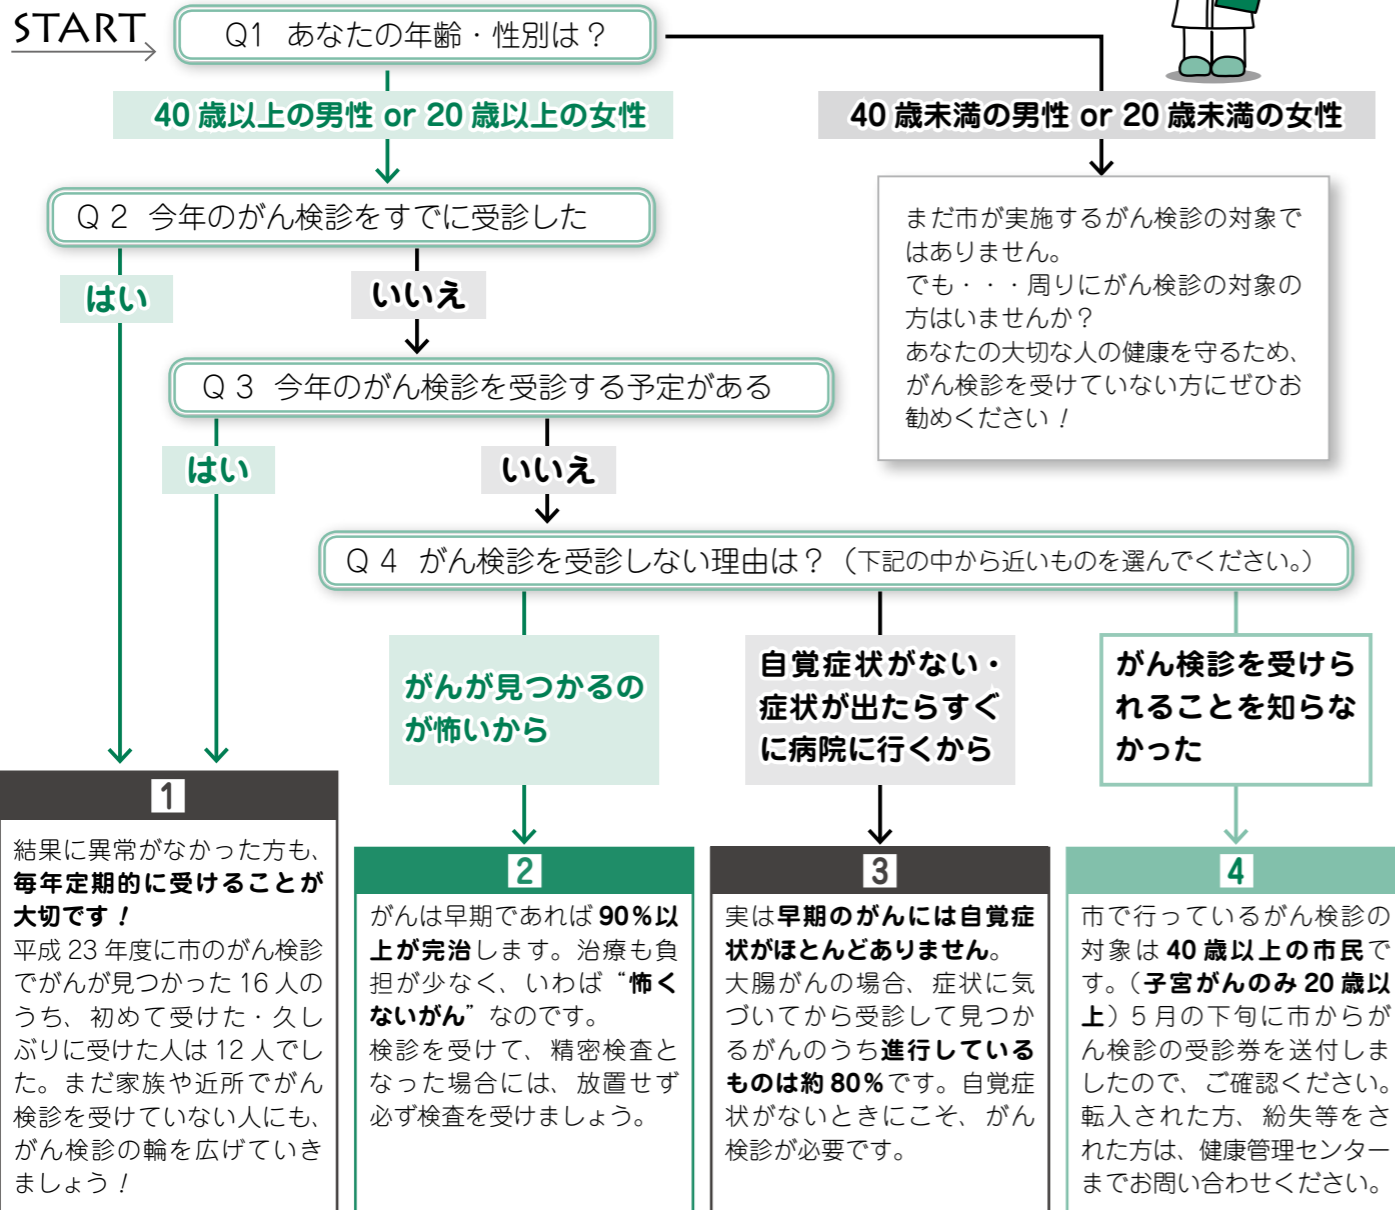 START
Q1 あなたの年齢・性別は？
40 歳以上の男性 or 20 歳以上の女性
40 歳未満の男性 or 20 歳未満の女性
まだ市が実施するがん検診の対象で
はありません。
でも・・・周りにがん検診の対象の
方はいませんか？
あなたの大切な人の健康を守るため、
がん検診を受けていない方にぜひお
勧めください！
Q 2 今年のがん検診をすでに受診した
はい
いいえ
Q 3 今年のがん検診を受診する予定がある
はい
いいえ
Q 4 がん検診を受診しない理由は？（下記の中から近いものを選んでください。）
がんが見つかるの
が怖いから
自覚症状がない・
症状が出たらすぐ
に病院に行くから
がん検診を受けら
れることを知らな
かった
1
結果に異常がなかった方も、
毎年定期的に受けることが
大切です！
平成 23 年度に市のがん検診
でがんが見つかった 16 人の
うち、初めて受けた・久し
ぶりに受けた人は 12 人でし
た。まだ家族や近所でがん
検診を受けていない人にも、
がん検診の輪を広げていき
ましょう！
2
がんは早期であれば 90％以
上が完治します。治療も負
担が少なく、いわば“怖く
ないがん”なのです。
検診を受けて、精密検査と
なった場合には、放置せず
必ず検査を受けましょう。
3
実は早期のがんには自覚症
状がほとんどありません。
大腸がんの場合、症状に気
づいてから受診して見つか
るがんのうち進行している
ものは約 80％です。自覚症
状がないときにこそ、がん
検診が必要です。
4
市で行っているがん検診の
対象は 40 歳以上の市民で
す。（子宮がんのみ 20 歳以
上）5 月の下旬に市からが
ん検診の受診券を送付しま
したので、ご確認ください。
転入された方、紛失等をさ
れた方は、健康管理センター
までお問い合わせください。